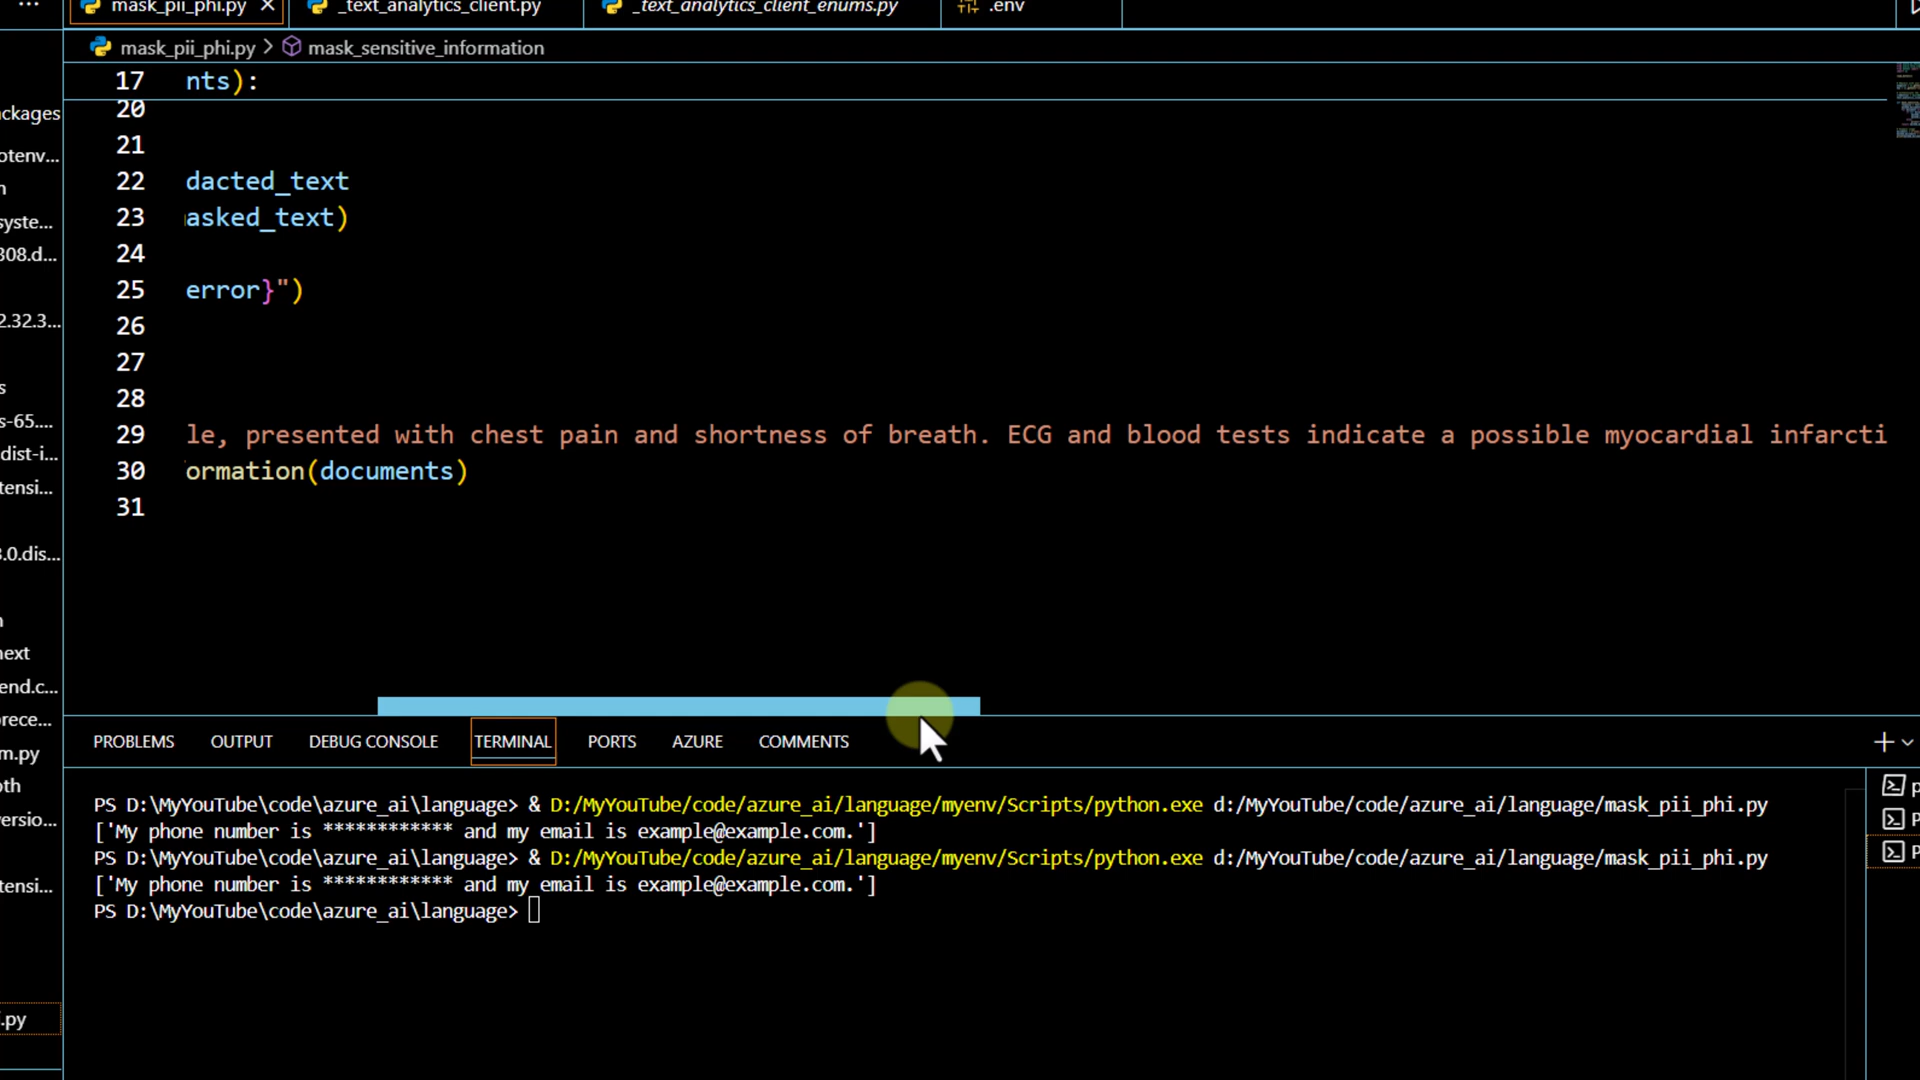 mask_pii_phi.py
_text_analytics_client.py
_text_analytics_client_enums.py
.env
mask_pii_phi.py > mask_sensitive_information
17 nts):
20
21
22 dacted_text
23 asked_text)
24
25 error}")
26
27
28
29 le, presented with chest pain and shortness of breath. ECG and blood tests indicate a possible myocardial infarcti
30 ormation(documents)
31
ckages
otenv...
n
syste...
308.d...
2.32.3...
s
s-65....
dist-i...
tensi...
.0.dis...
n
next
end.c...
rece...
m.py
oth
versio...
tensi...
.py
PROBLEMS OUTPUT DEBUG CONSOLE TERMINAL PORTS AZURE COMMENTS
PS D:\MyYouTube\code\azure_ai\language> & D:/MyYouTube/code/azure_ai/language/myenv/Scripts/python.exe d:/MyYouTube/code/azure_ai/language/mask_pii_phi.py
['My phone number is ************ and my email is example@example.com.']
PS D:\MyYouTube\code\azure_ai\language> & D:/MyYouTube/code/azure_ai/language/myenv/Scripts/python.exe d:/MyYouTube/code/azure_ai/language/mask_pii_phi.py
['My phone number is ************ and my email is example@example.com.']
PS D:\MyYouTube\code\azure_ai\language>